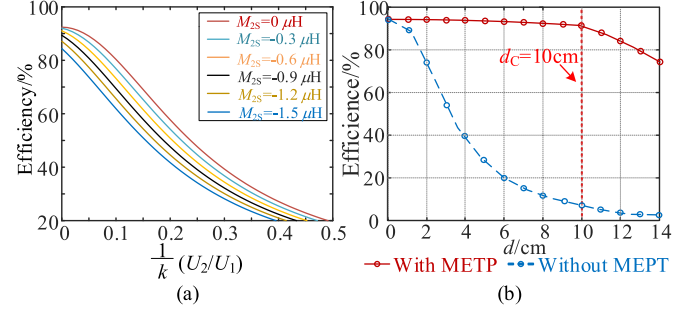 (a)
100
80
60
40
20
Efficiency/%
M2S=0 μH
M2S=-0.3 μH
M2S=-0.6 μH
M2S=-0.9 μH
M2S=-1.2 μH
M2S=-1.5 μH
0 0.1 0.2 0.3 0.4 0.5
1/k (U2/U1)
(a)
(b)
100
80
60
40
20
0
Efficience/%
dC=10cm
0 2 4 6 8 10 12 14
d/cm
With METP Without MEPT
(b)